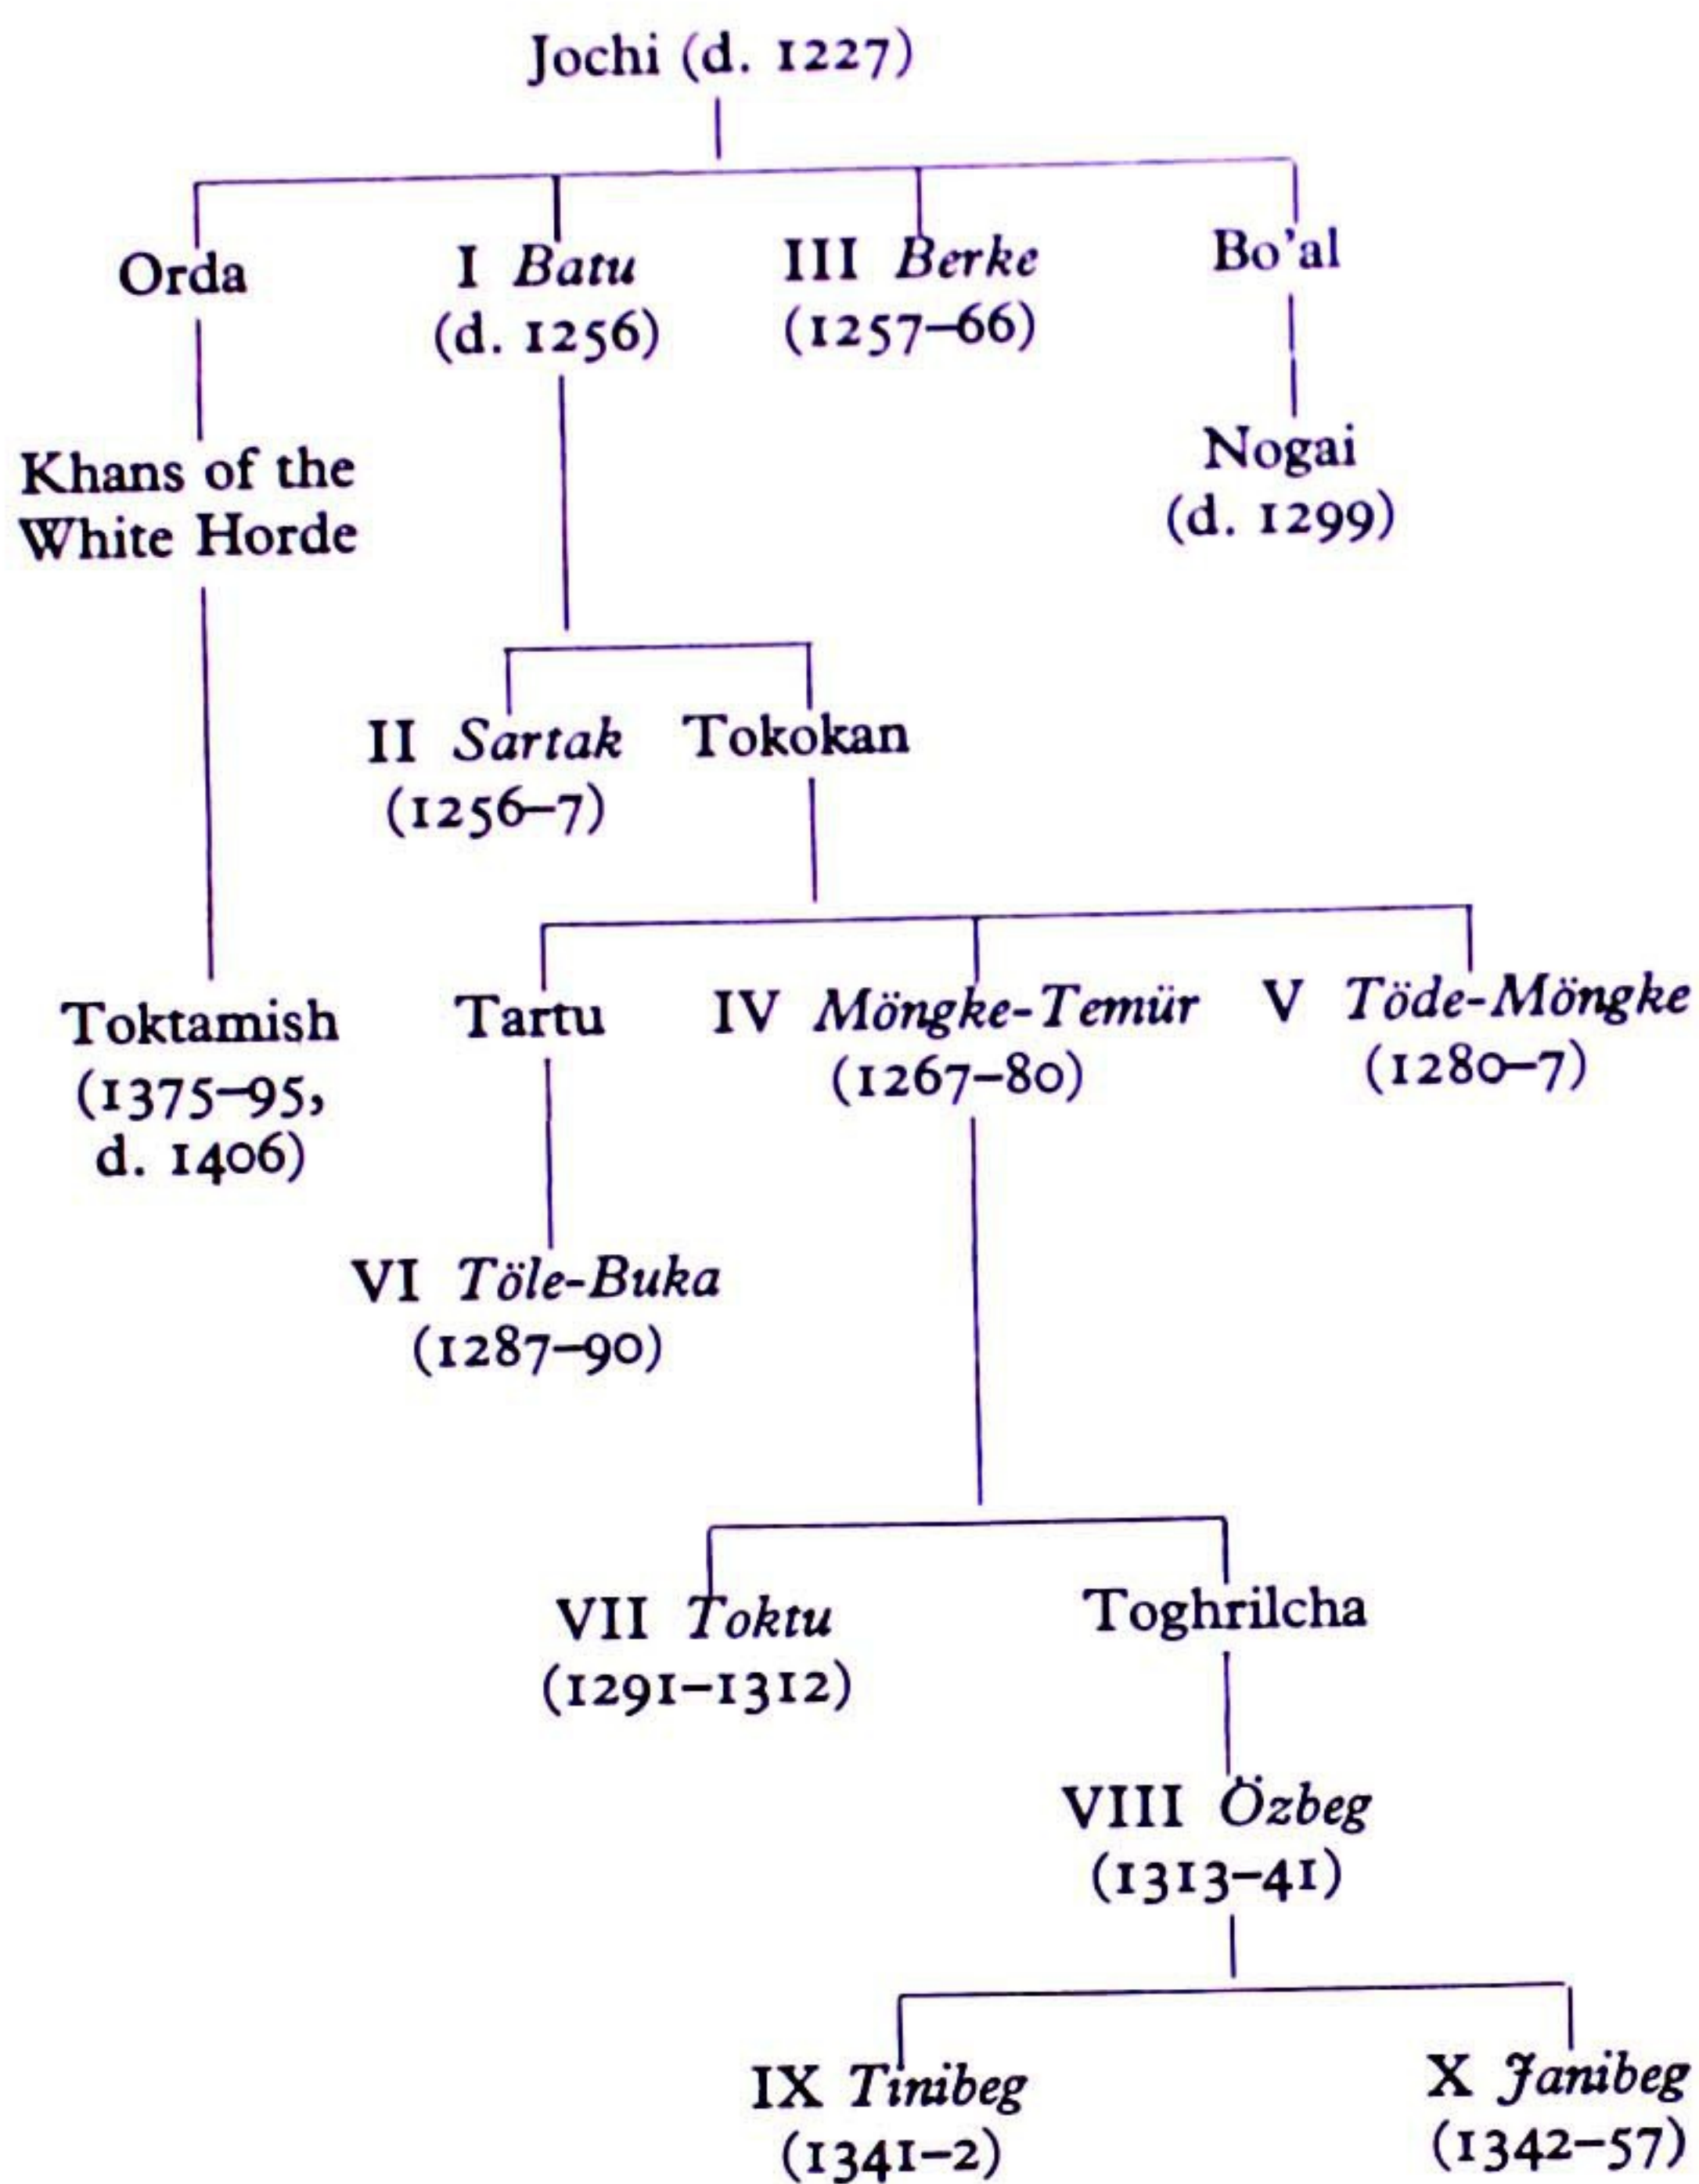 Jochi (d. 1227)
Orda
I Batu
(d. 1256)
III Berke
(1257–66)
Bo’al
Khans of the
White Horde
Nogai
(d. 1299)
II Sartak
(1256–7)
Tokokan
Toktamish
(1375–95,
d. 1406)
Tartu
IV Möngke-Temür
(1267–80)
V Töde-Möngke
(1280–7)
VI Töle-Buka
(1287–90)
VII Toktu
(1291–1312)
Toghrilcha
VIII Özbeg
(1313–41)
IX Tinibeg
(1341–2)
X Janibeg
(1342–57)